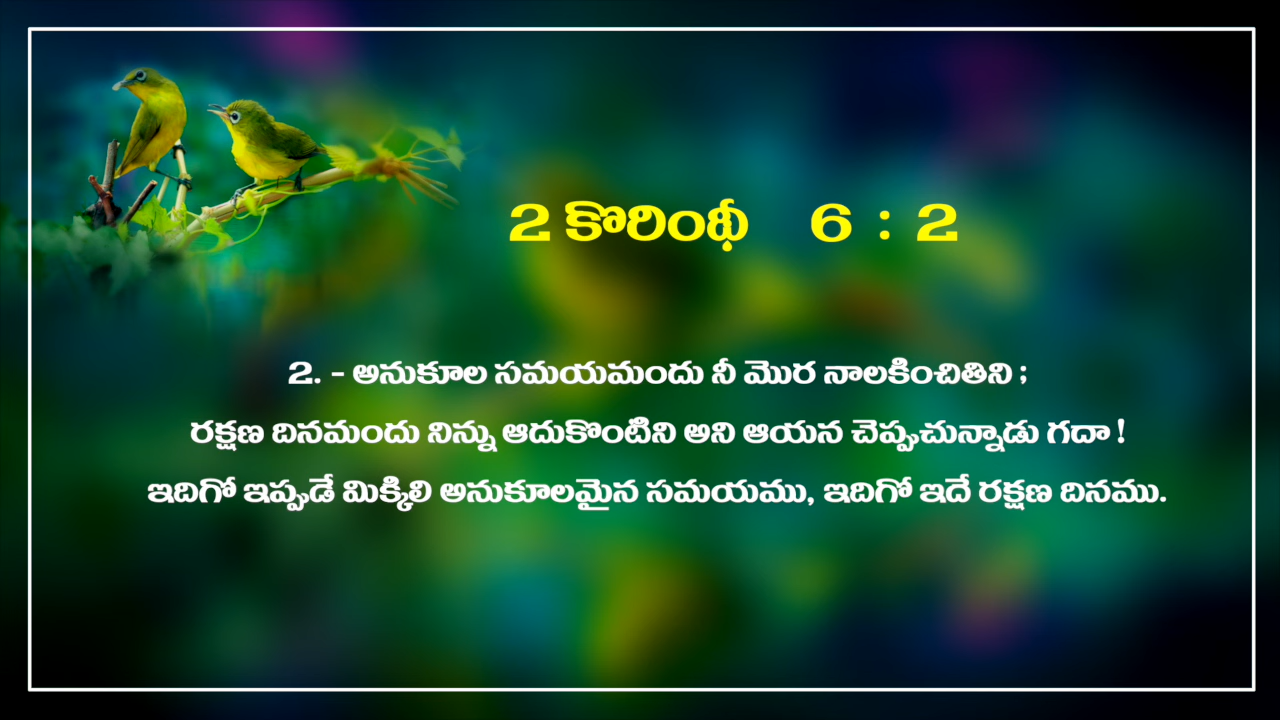 2 కొరింథీ 6 : 2
2. - అనుకూల సమయమందు నీ మొర నాలకించితిని ;
రక్షణ దినమందు నిన్ను ఆదుకొంటిని అని ఆయన చెప్పుచున్నాడు గదా !
ఇదిగో ఇప్పుడే మిక్కిలి అనుకూలమైన సమయము, ఇదిగో ఇదే రక్షణ దినము.